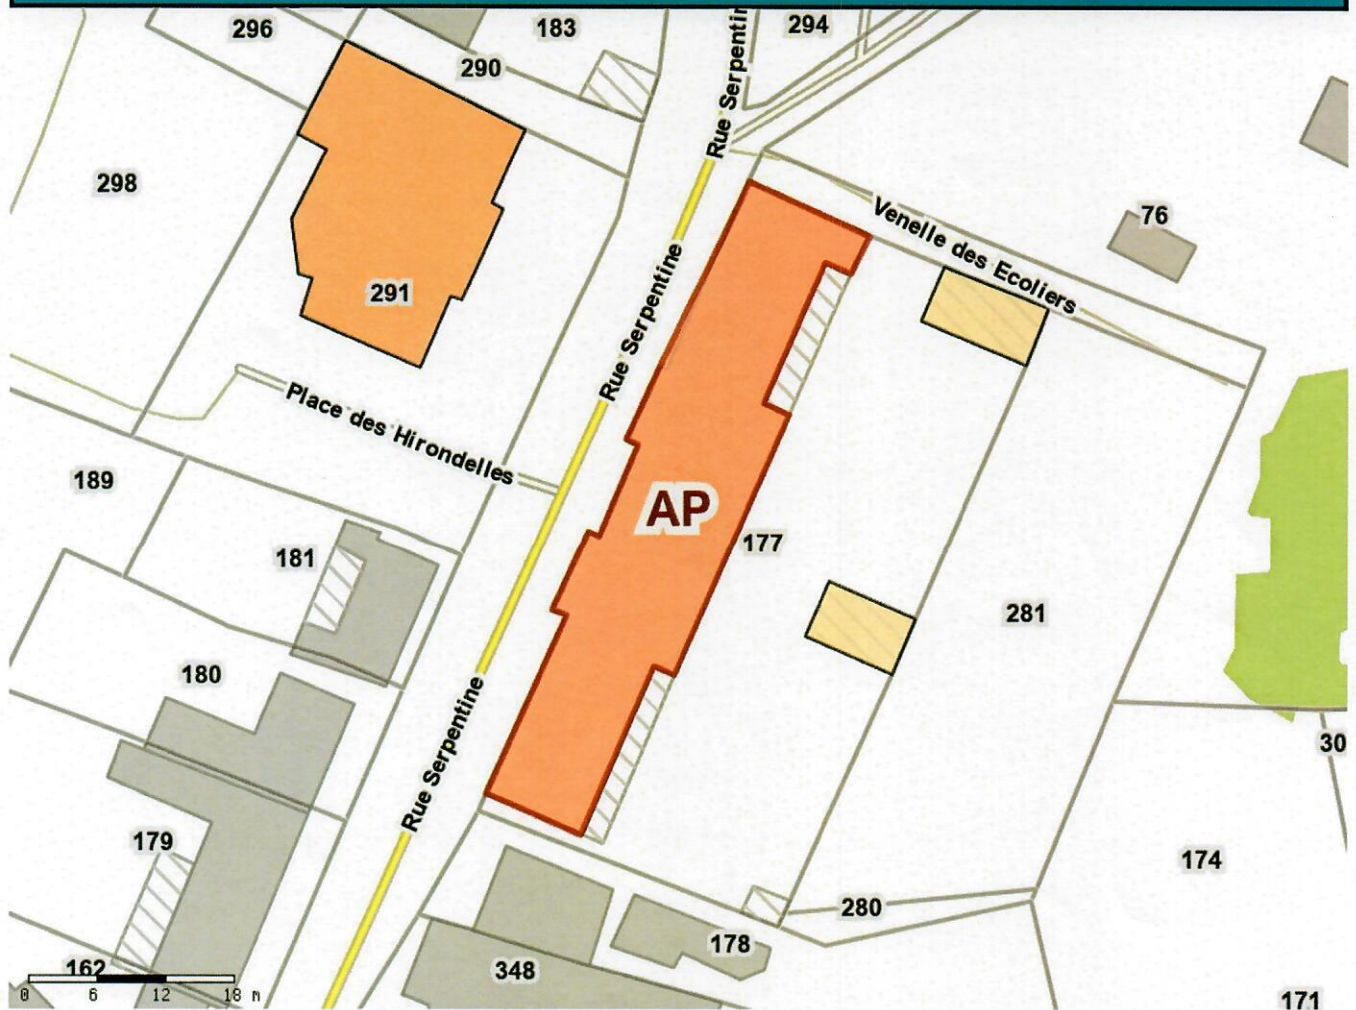 296
183
294
290
Rue Serpentin
298
76
Venelle des Ecoliers
291
Rue Serpentine
Place des Hirondelles
189
AP
177
181
281
180
Rue Serpentine
30
179
174
280
178
162
348
171
0 6 12 18 m